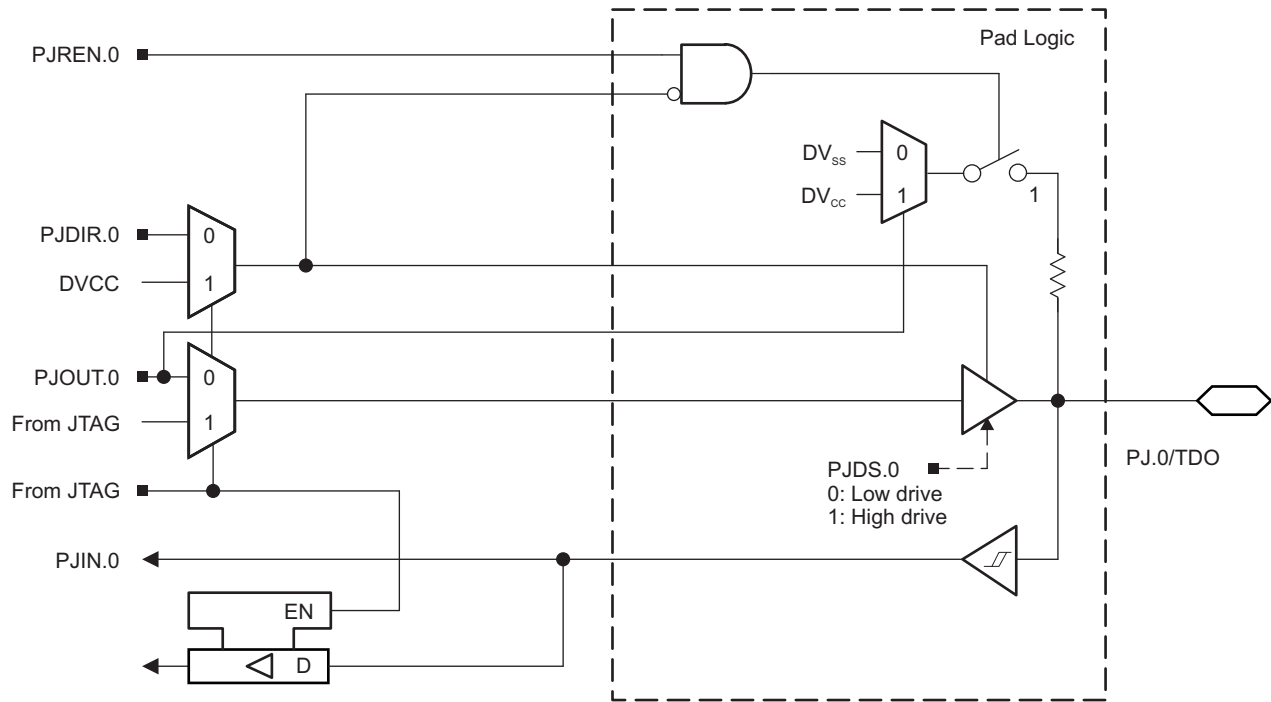 Pad Logic
PJREN.0
DVSS
0
DVCC
1
1
PJDIR.0
0
DVCC
1
PJOUT.0
0
From JTAG
1
PJ.0/TDO
PJDS.0
0: Low drive
1: High drive
From JTAG
PJIN.0
EN
D